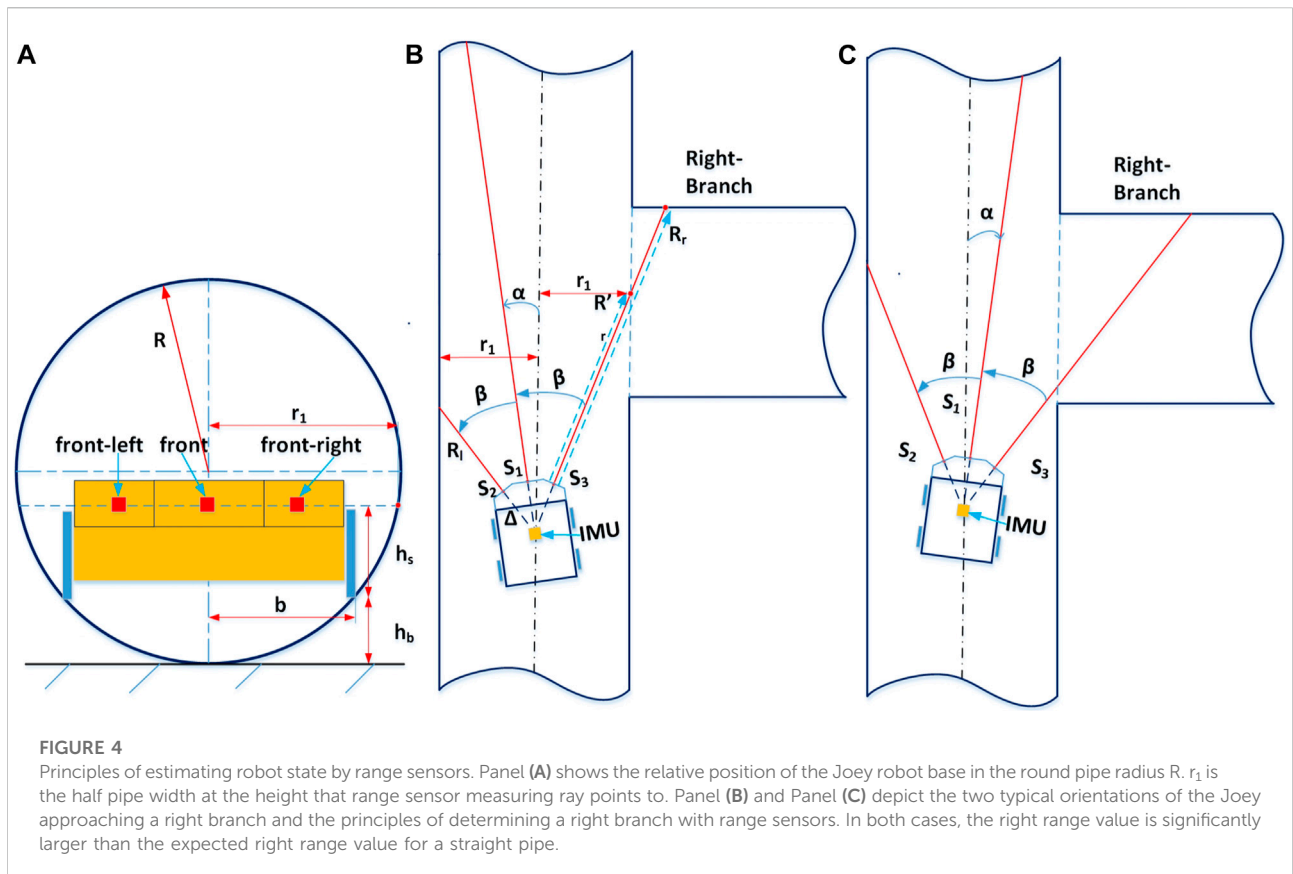 A
R
r₁
front-left front front-right
hₛ
b
h_b
B
Right-
Branch
Rᵣ
r₁
R'
α
r
r₁
β β
Rₗ
S₁
S₂
S₃
Δ
IMU
C
Right-
Branch
α
β β
S₁
S₂
S₃
IMU
FIGURE 4
Principles of estimating robot state by range sensors. Panel (A) shows the relative position of the Joey robot base in the round pipe radius R. r₁ is
the half pipe width at the height that range sensor measuring ray points to. Panel (B) and Panel (C) depict the two typical orientations of the Joey
approaching a right branch and the principles of determining a right branch with range sensors. In both cases, the right range value is significantly
larger than the expected right range value for a straight pipe.